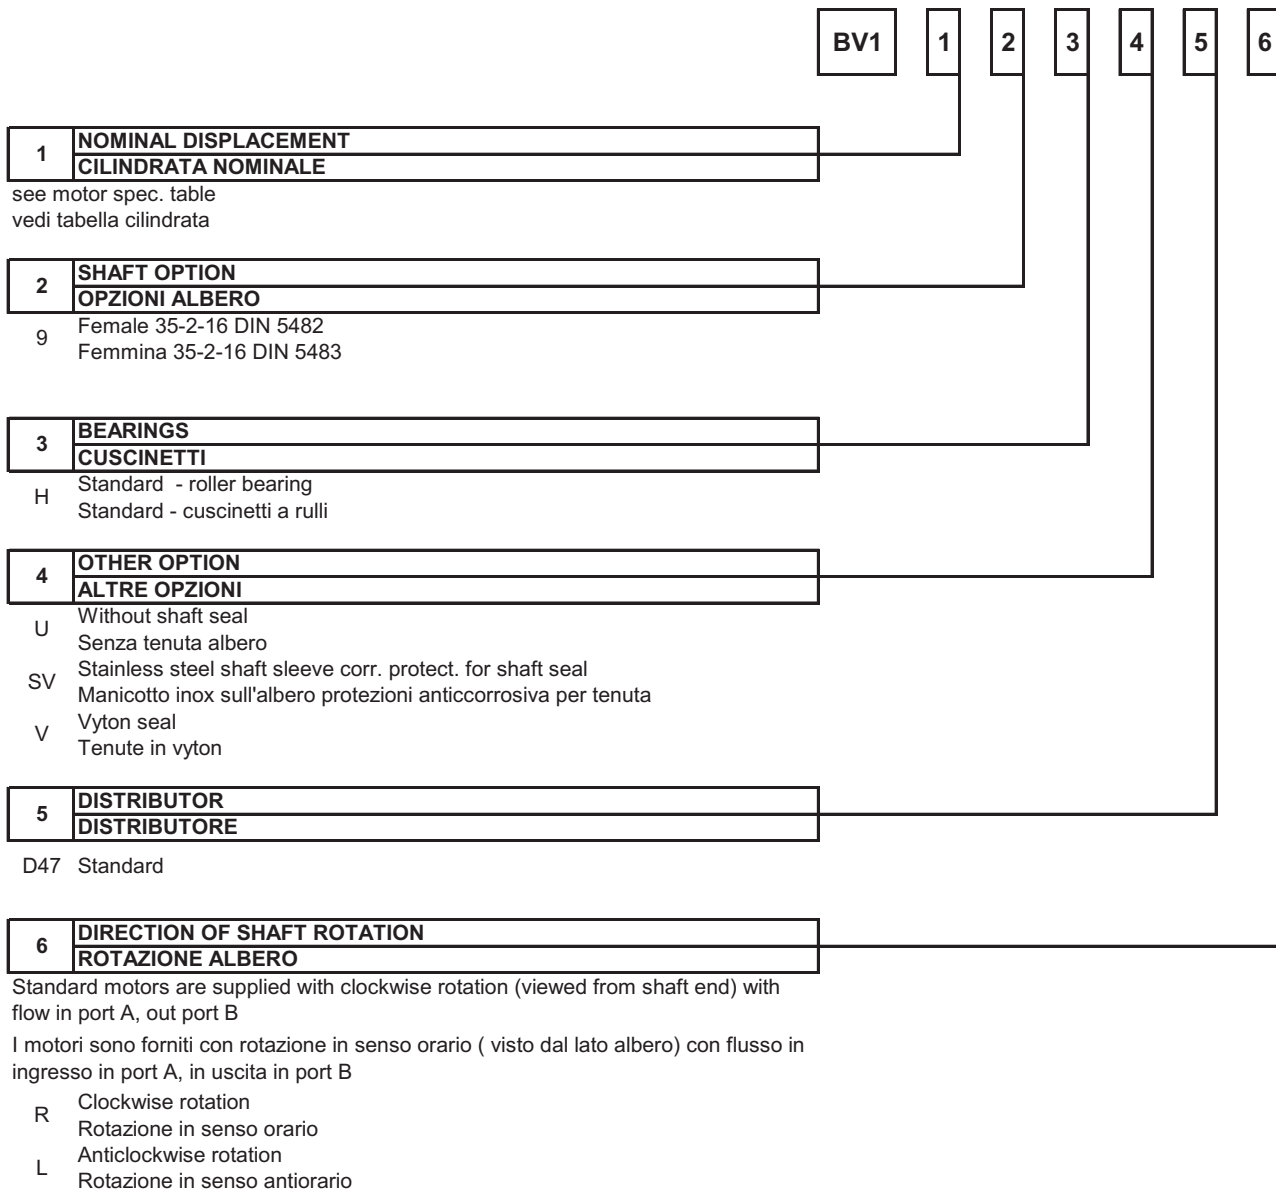 BV1 1 2 3 4 5 6
1 NOMINAL DISPLACEMENT
CILINDRATA NOMINALE
see motor spec. table
vedi tabella cilindrata
2 SHAFT OPTION
OPZIONI ALBERO
9 Female 35-2-16 DIN 5482
Femmina 35-2-16 DIN 5483
3 BEARINGS
CUSCINETTI
H Standard - roller bearing
Standard - cuscinetti a rulli
4 OTHER OPTION
ALTRE OPZIONI
U Without shaft seal
Senza tenuta albero
SV Stainless steel shaft sleeve corr. protect. for shaft seal
Manicotto inox sull'albero protezioni anticcorrosiva per tenuta
V Vyton seal
Tenute in vyton
5 DISTRIBUTOR
DISTRIBUTORE
D47 Standard
6 DIRECTION OF SHAFT ROTATION
ROTAZIONE ALBERO
Standard motors are supplied with clockwise rotation (viewed from shaft end) with
flow in port A, out port B
I motori sono forniti con rotazione in senso orario ( visto dal lato albero) con flusso in
ingresso in port A, in uscita in port B
R Clockwise rotation
Rotazione in senso orario
L Anticlockwise rotation
Rotazione in senso antiorario